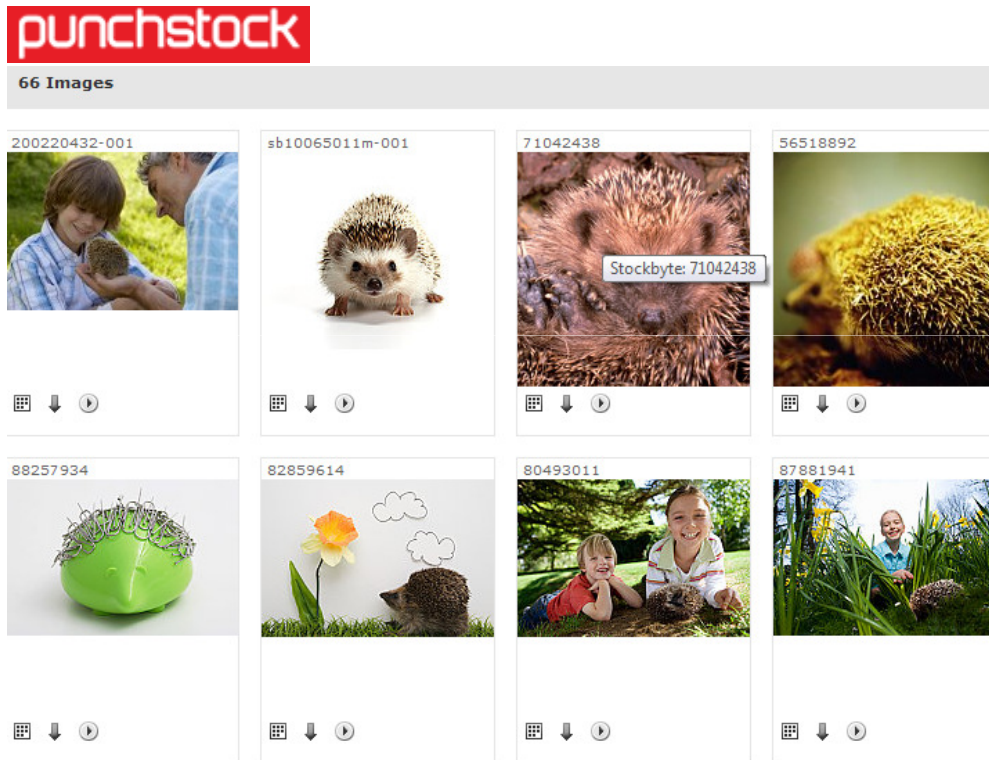 punchstock
66 Images
200220432-001
sb10065011m-001
71042438
56518892
Stockbyte: 71042438
88257934
82859614
80493011
87881941